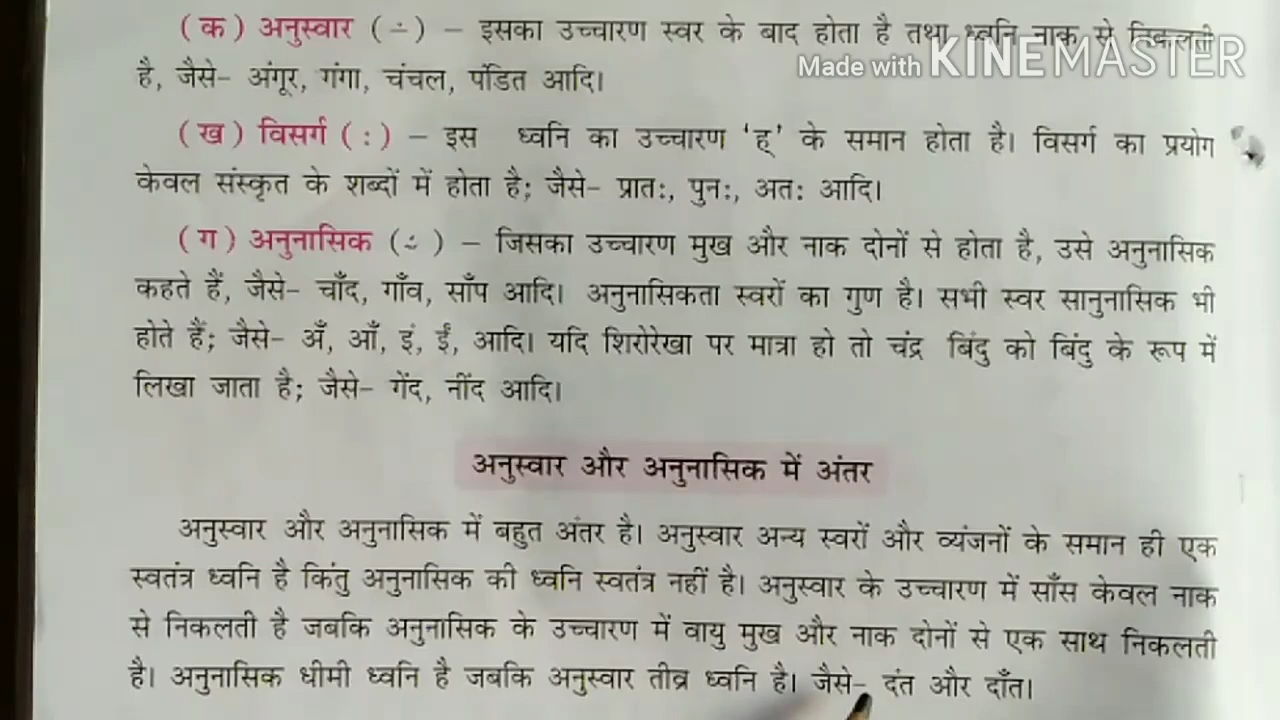 ( क ) अनुस्वार ( ∸ ) – इसका उच्चारण स्वर के बाद होता है तथा ध्वनि नाक से निकलती
Made with KINEMASTER
है, जैसे- अंगूर, गंगा, चंचल, पंडित आदि।
( ख ) विसर्ग ( : ) – इस ध्वनि का उच्चारण 'ह्' के समान होता है। विसर्ग का प्रयोग
केवल संस्कृत के शब्दों में होता है; जैसे- प्रातः, पुनः, अतः आदि।
( ग ) अनुनासिक ( ँ ) – जिसका उच्चारण मुख और नाक दोनों से होता है, उसे अनुनासिक
कहते हैं, जैसे- चाँद, गाँव, साँप आदि। अनुनासिकता स्वरों का गुण है। सभी स्वर सानुनासिक भी
होते हैं; जैसे- अँ, आँ, इं, ईं, आदि। यदि शिरोरेखा पर मात्रा हो तो चंद्र बिंदु को बिंदु के रूप में
लिखा जाता है; जैसे- गेंद, नींद आदि।
अनुस्वार और अनुनासिक में अंतर
अनुस्वार और अनुनासिक में बहुत अंतर है। अनुस्वार अन्य स्वरों और व्यंजनों के समान ही एक
स्वतंत्र ध्वनि है किंतु अनुनासिक की ध्वनि स्वतंत्र नहीं है। अनुस्वार के उच्चारण में साँस केवल नाक
से निकलती है जबकि अनुनासिक के उच्चारण में वायु मुख और नाक दोनों से एक साथ निकलती
है। अनुनासिक धीमी ध्वनि है जबकि अनुस्वार तीव्र ध्वनि है। जैसे- दंत और दाँत।